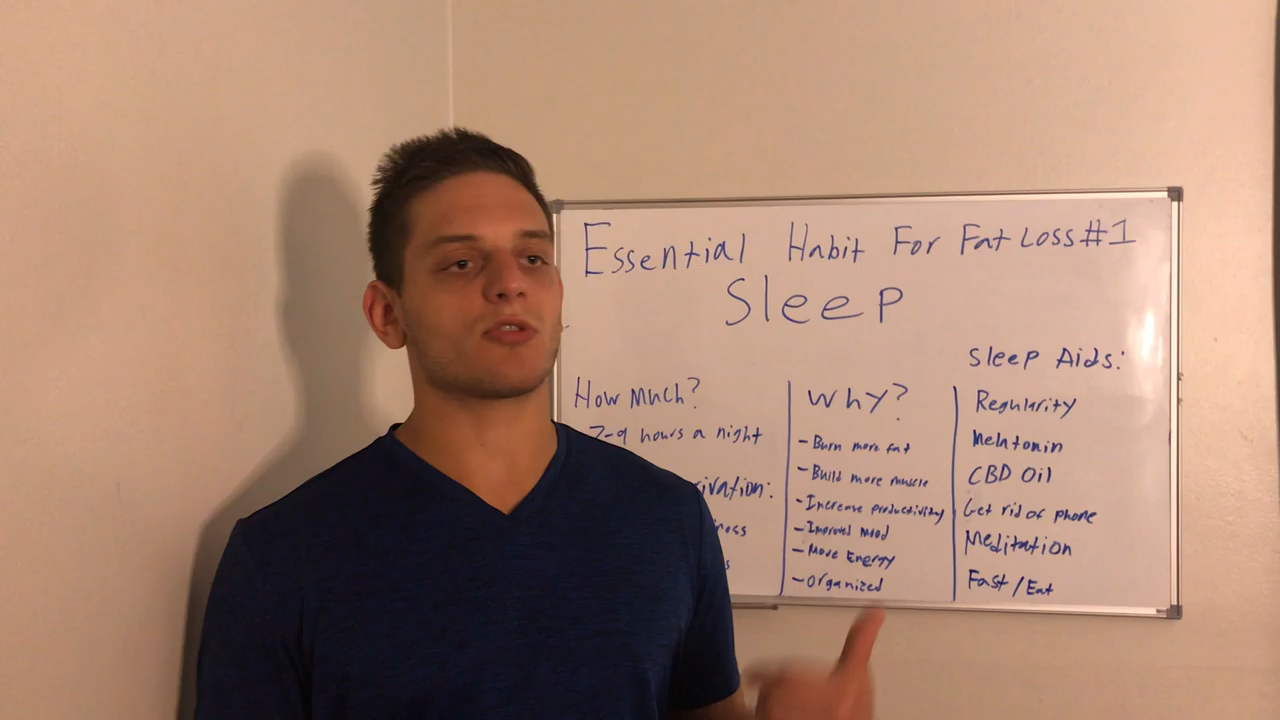 Essential Habit For Fat Loss #1
Sleep
How Much?
7-9 hours a night
rivation:
ness
s
Why?
- Burn more fat
- Build more muscle
- Increase productivity
- Improved mood
- More Energy
- Organized
Sleep Aids:
Regularity
Melatonin
CBD Oil
Get rid of phone
Meditation
Fast / Eat